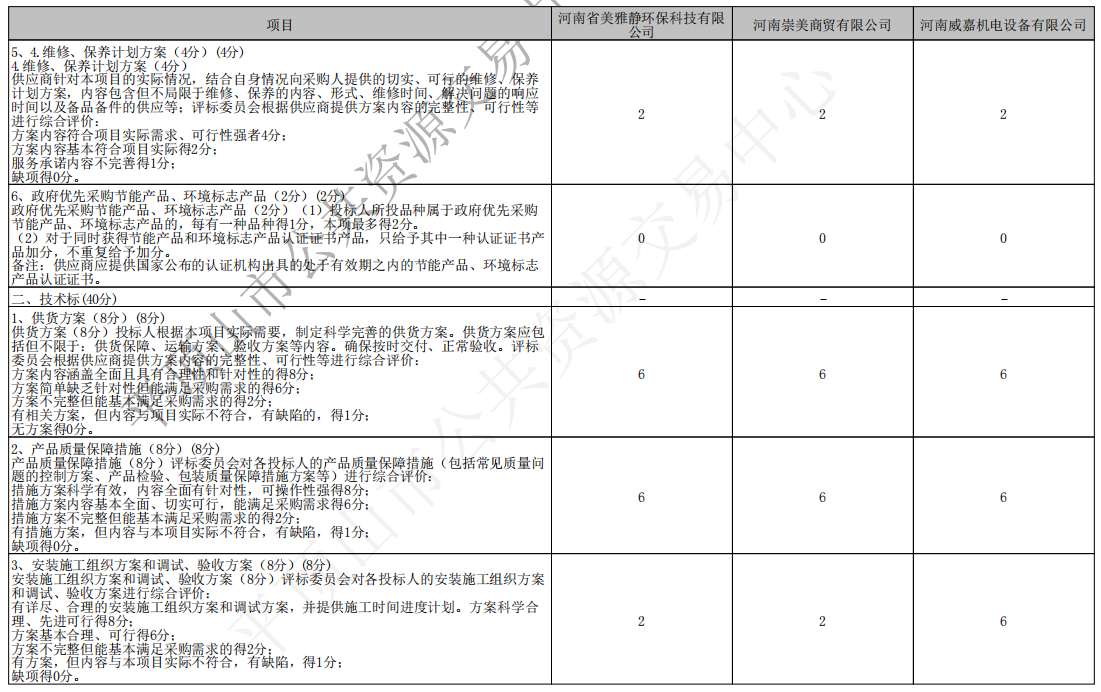 项目
河南省美雅静环保科技有限
公司
河南崇美商贸有限公司
河南威嘉机电设备有限公司
5、4.维修、保养计划方案（4分）(4分)
4.维修、保养计划方案（4分）
供应商针对本项目的实际情况，结合自身情况向采购人提供的切实、可行的维修、保养
计划方案，内容包含但不局限于维修、保养的内容、形式、维修时间、解决问题的响应
时间以及备品备件的供应等；评标委员会根据供应商提供方案内容的完整性、可行性等
进行综合评价：
方案内容符合项目实际需求、可行性强者4分；
方案内容基本符合项目实际得2分；
服务承诺内容不完善得1分；
缺项得0分。
2
2
2
6、政府优先采购节能产品、环境标志产品（2分）(2分)
政府优先采购节能产品、环境标志产品（2分）（1）投标人所投品种属于政府优先采购
节能产品、环境标志产品的，每有一种品种得1分，本项最多得2分。
（2）对于同时获得节能产品和环境标志产品认证证书产品，只给予其中一种认证证书产
品加分，不重复给予加分。
备注：供应商应提供国家公布的认证机构出具的处于有效期之内的节能产品、环境标志
产品认证证书。
0
0
0
二、技术标(40分)
-
-
-
1、供货方案（8分）(8分)
供货方案（8分）投标人根据本项目实际需要，制定科学完善的供货方案。供货方案应包
括但不限于：供货保障、运输方案、验收方案等内容。确保按时交付、正常验收。评标
委员会根据供应商提供方案内容的完整性、可行性等进行综合评价：
方案内容涵盖全面且具有合理性和针对性的得8分；
方案简单缺乏针对性但能满足采购需求的得6分；
方案不完整但能基本满足采购需求的得2分；
有相关方案，但内容与项目实际不符合，有缺陷的，得1分；
无方案得0分。
6
6
6
2、产品质量保障措施（8分）(8分)
产品质量保障措施（8分）评标委员会对各投标人的产品质量保障措施（包括常见质量问
题的控制方案、产品检验、包装质量保障措施方案等）进行综合评价：
措施方案科学有效，内容全面有针对性，可操作性强得8分；
措施方案内容基本全面、切实可行，能满足采购需求得6分；
措施方案不完整但能基本满足采购需求的得2分；
有措施方案，但内容与本项目实际不符合，有缺陷，得1分；
缺项得0分。
6
6
6
3、安装施工组织方案和调试、验收方案（8分）(8分)
安装施工组织方案和调试、验收方案（8分）评标委员会对各投标人的安装施工组织方案
和调试、验收方案进行综合评价：
有详尽、合理的安装施工组织方案和调试方案，并提供施工时间进度计划。方案科学合
理、先进可行得8分；
方案基本合理、可行得6分；
方案不完整但能基本满足采购需求的得2分；
有方案，但内容与本项目实际不符合，有缺陷，得1分；
缺项得0分。
2
2
6
平顶山市公共资源交易中
平顶山市公共资源交易中心